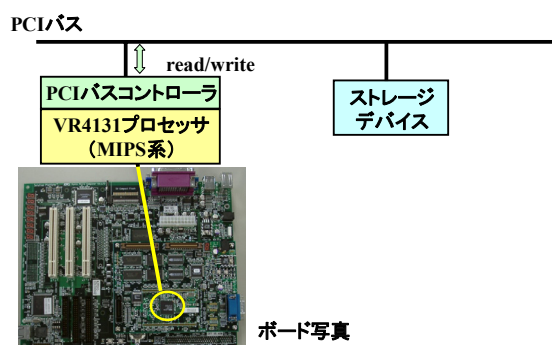 PCIバス
read/write
PCIバスコントローラ
VR4131プロセッサ
（MIPS系）
ストレージ
デバイス
ボード写真